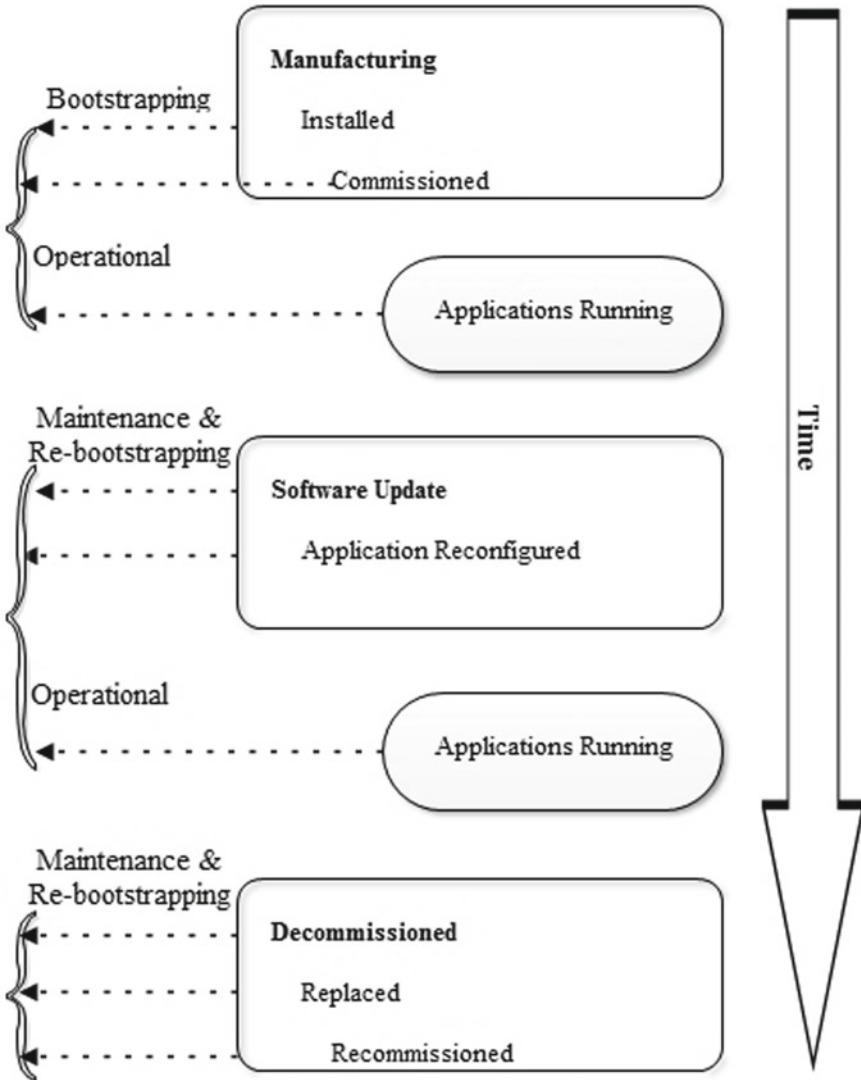 Manufacturing
Bootstrapping
Installed
Commissioned
Operational
Applications Running
Maintenance &
Re-bootstrapping
Software Update
Application Reconfigured
Operational
Applications Running
Maintenance &
Re-bootstrapping
Decommissioned
Replaced
Recommissioned
Time